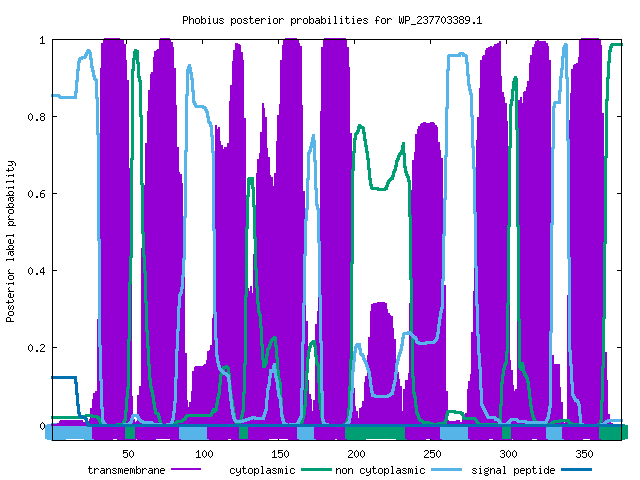 Phobius posterior probabilities for WP_237703389.1
Posterior label probability
1
0.8
0.6
0.4
0.2
0
50 100 150 200 250 300 350
transmembrane cytoplasmic non cytoplasmic signal peptide